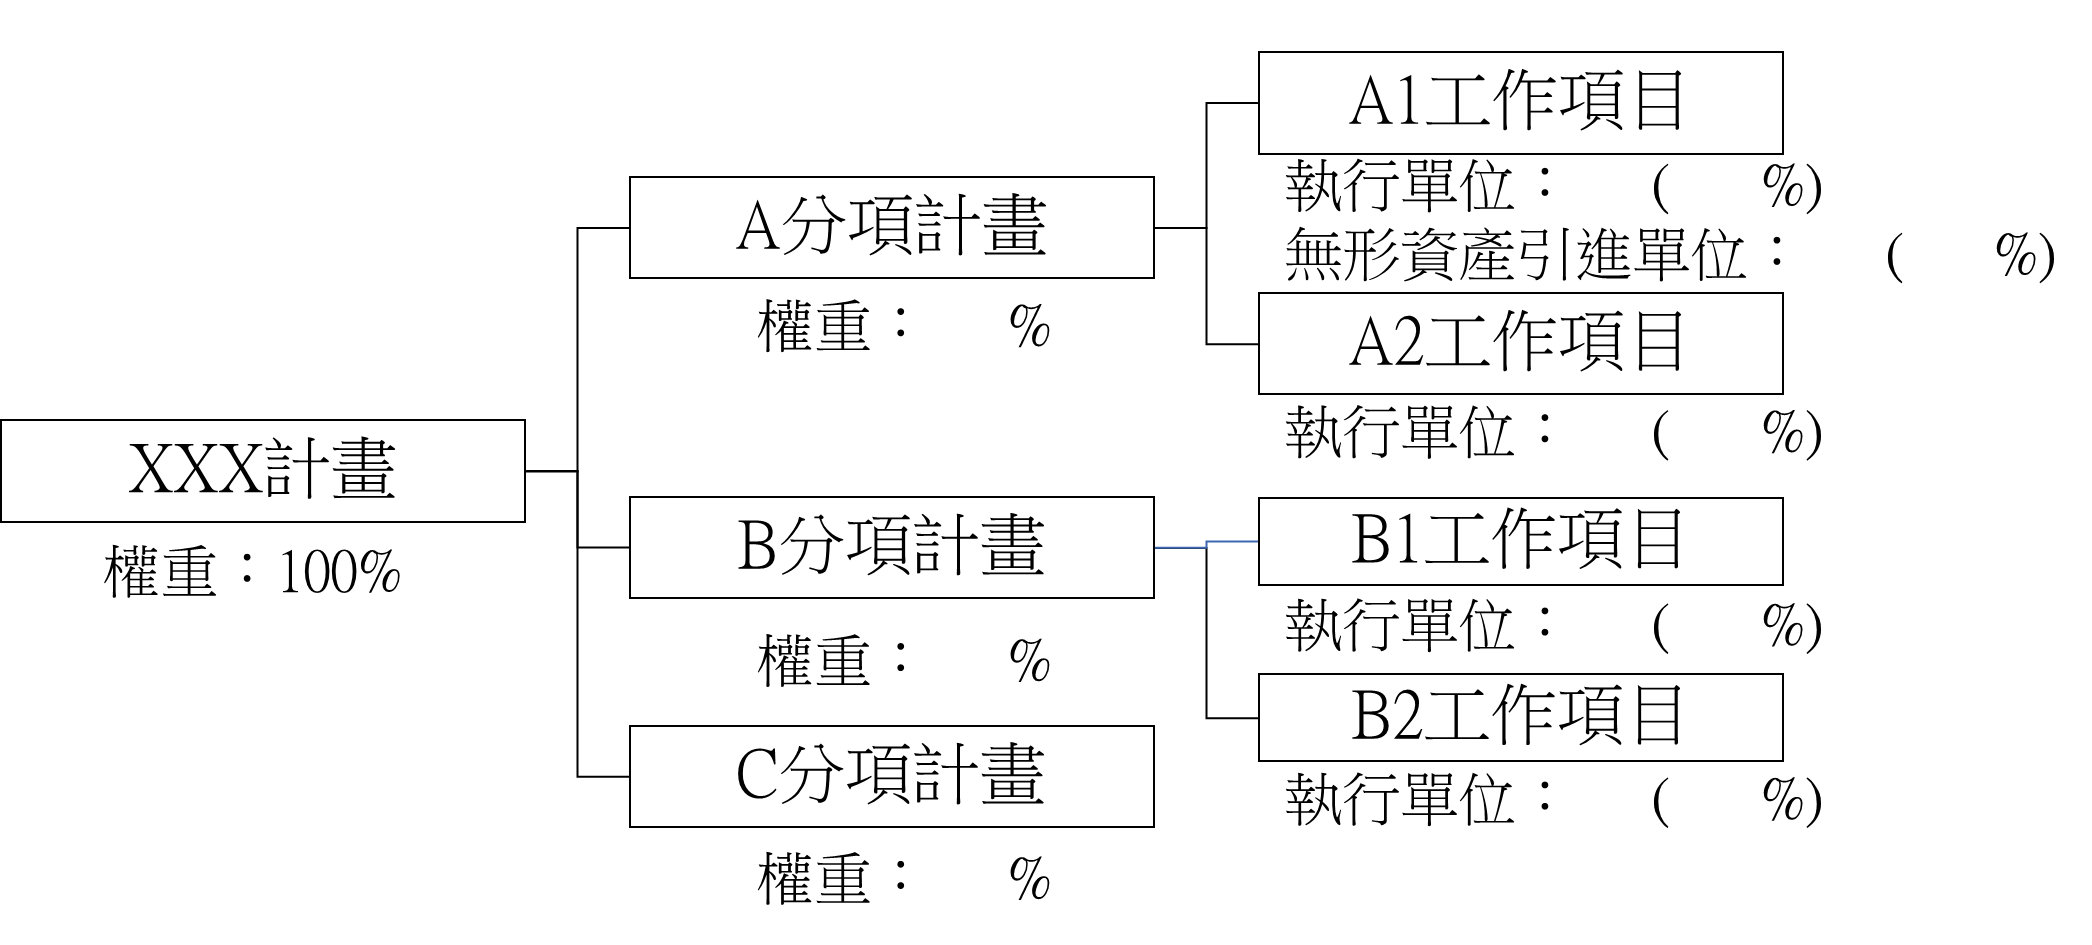 XXX計畫
權重：100%
A分項計畫
權重：　　%
B分項計畫
權重：　　%
C分項計畫
權重：　　%
A1工作項目
執行單位：　　(　　%)
無形資產引進單位：　　(　　%)
A2工作項目
執行單位：　　(　　%)
B1工作項目
執行單位：　　(　　%)
B2工作項目
執行單位：　　(　　%)